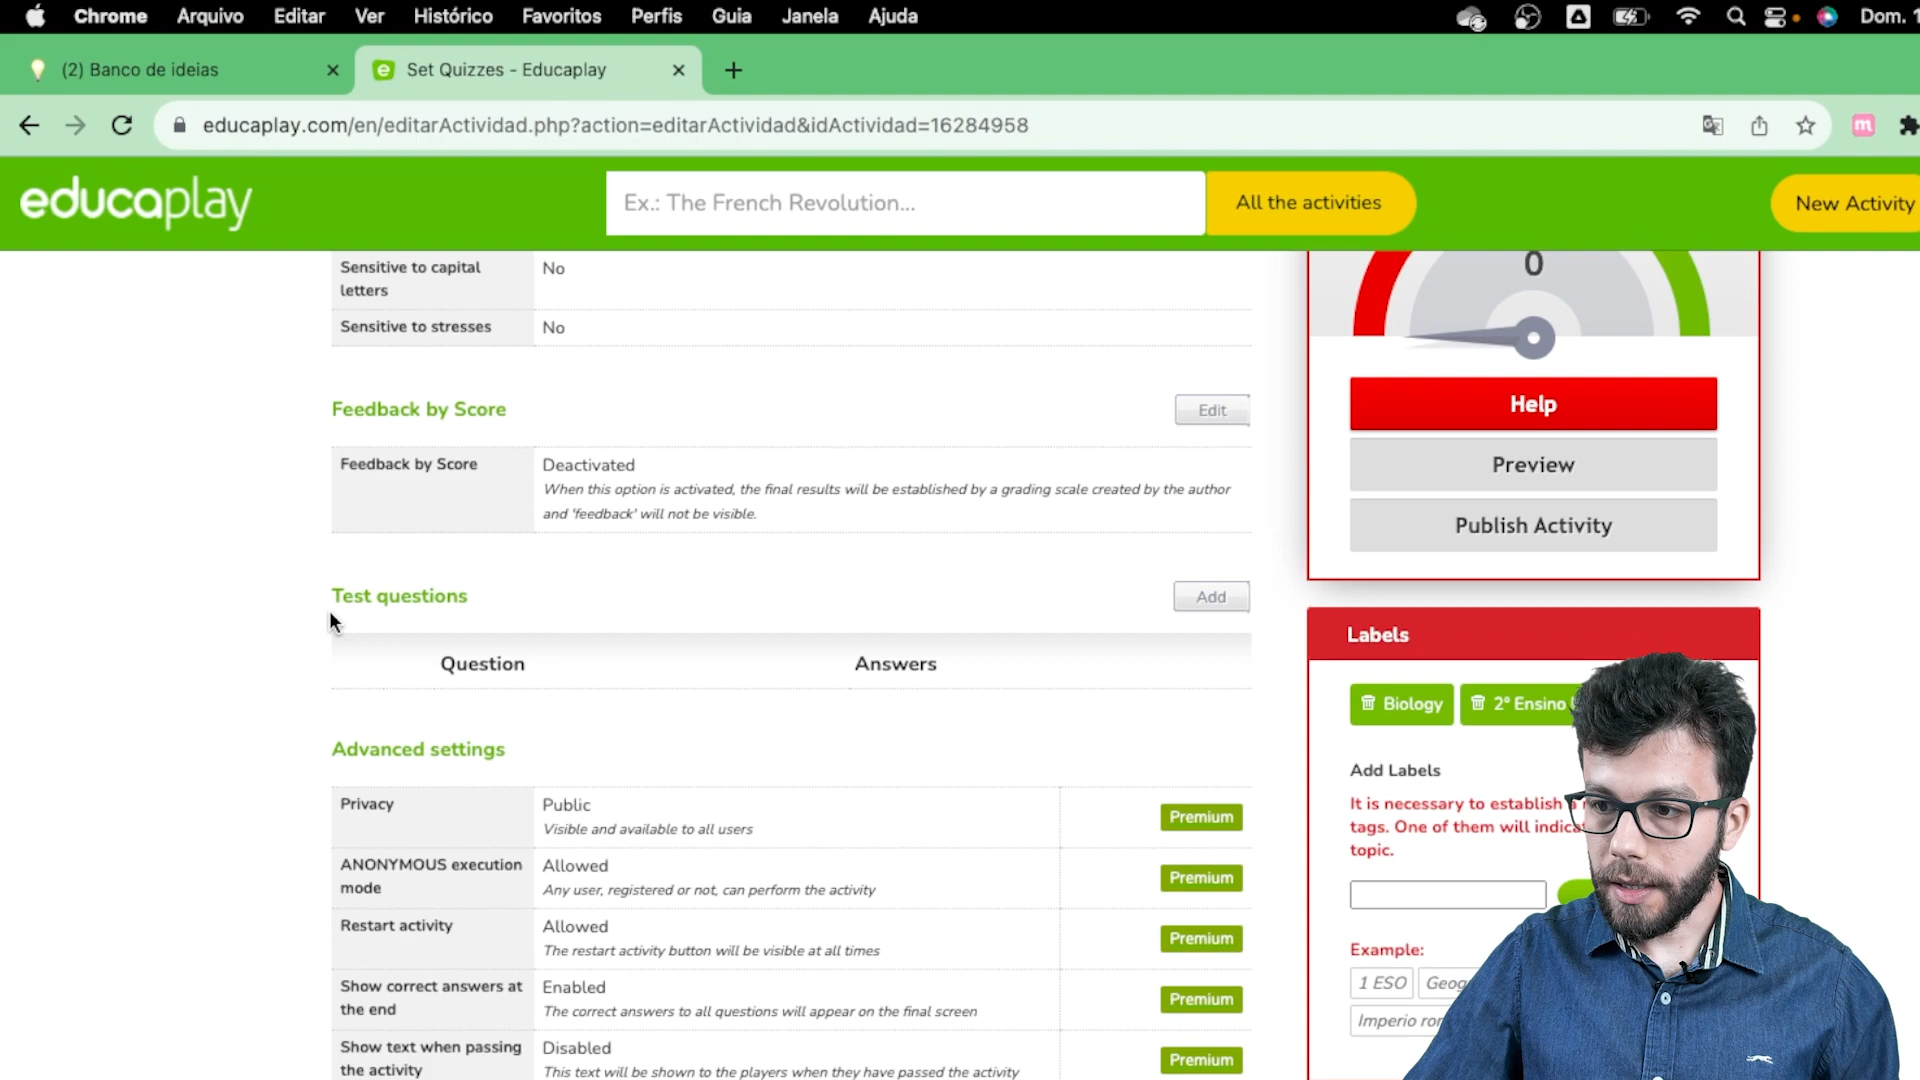 Chrome Arquivo Editar Ver Histórico Favoritos Perfis Guia Janela Ajuda Dom. 1
(2) Banco de ideias
Set Quizzes - Educaplay
educaplay.com/en/editarActividad.php?action=editarActividad&idActividad=16284958
educaplay
Ex.: The French Revolution...
All the activities
New Activity
Sensitive to capital
letters
No
Sensitive to stresses
No
0
Help
Preview
Publish Activity
Feedback by Score
Edit
Feedback by Score
Deactivated
When this option is activated, the final results will be established by a grading scale created by the author
and 'feedback' will not be visible.
Test questions
Add
Question
Answers
Labels
Biology
2º Ensino
Add Labels
It is necessary to establish a
tags. One of them will
topic.
Example:
1 ESO
Imperio
Advanced settings
Privacy
Public
Visible and available to all users
Premium
ANONYMOUS execution
mode
Allowed
Any user, registered or not, can perform the activity
Premium
Restart activity
Allowed
The restart activity button will be visible at all times
Premium
Show correct answers at
the end
Enabled
The correct answers to all questions will appear on the final screen
Premium
Show text when passing
the activity
Disabled
This text will be shown to the players when they have passed the activity
Premium